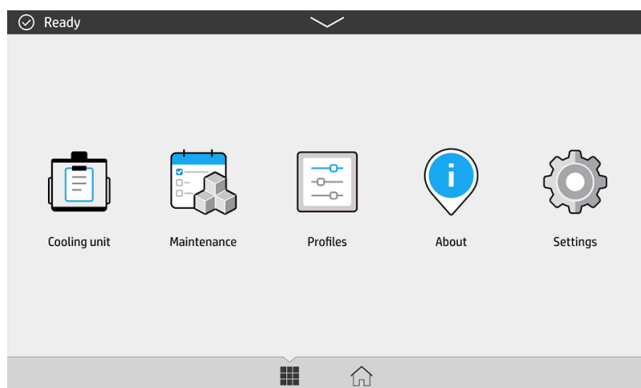 Ready
Cooling unit
Maintenance
Profiles
About
Settings